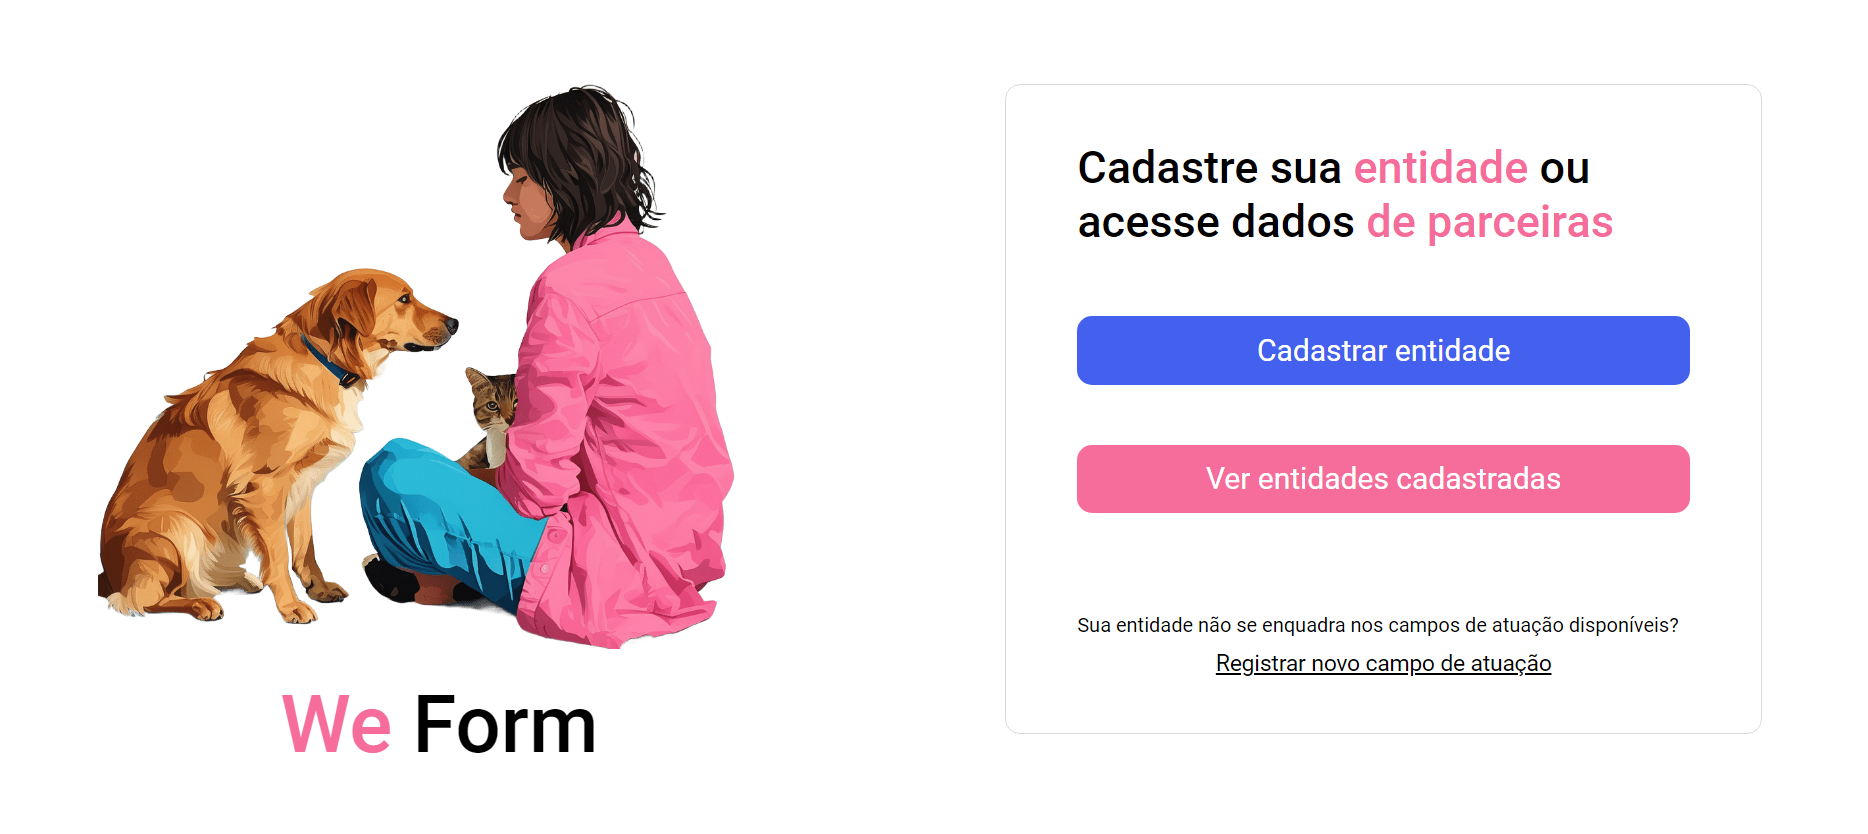 Cadastre sua entidade ou
acesse dados de parceiras
Cadastrar entidade
Ver entidades cadastradas
Sua entidade não se enquadra nos campos de atuação disponíveis?
Registrar novo campo de atuação
We Form